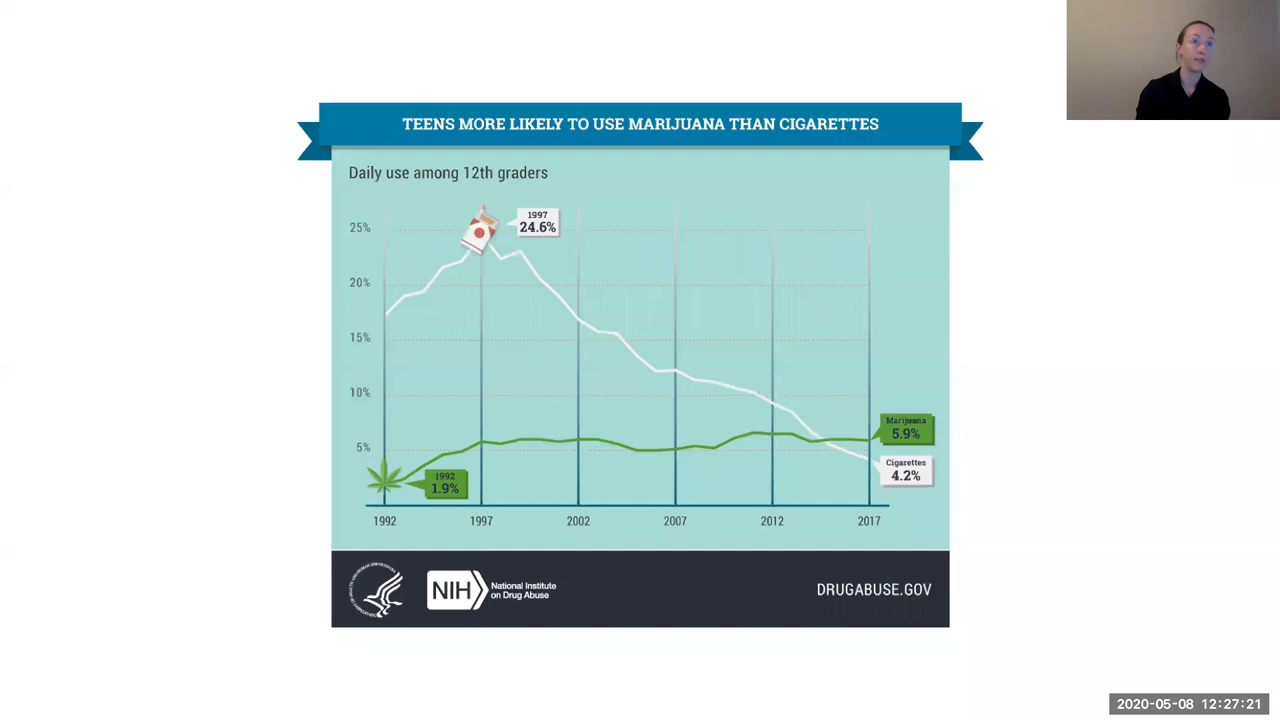 TEENS MORE LIKELY TO USE MARIJUANA THAN CIGARETTES
Daily use among 12th graders
1997
24.6%
25%
20%
15%
10%
5%
Marijuana
5.9%
Cigarettes
4.2%
1992
1.9%
1992 1997 2002 2007 2012 2017
NIH
National Institute
on Drug Abuse
DRUGABUSE.GOV
2020-05-08 12:27:21